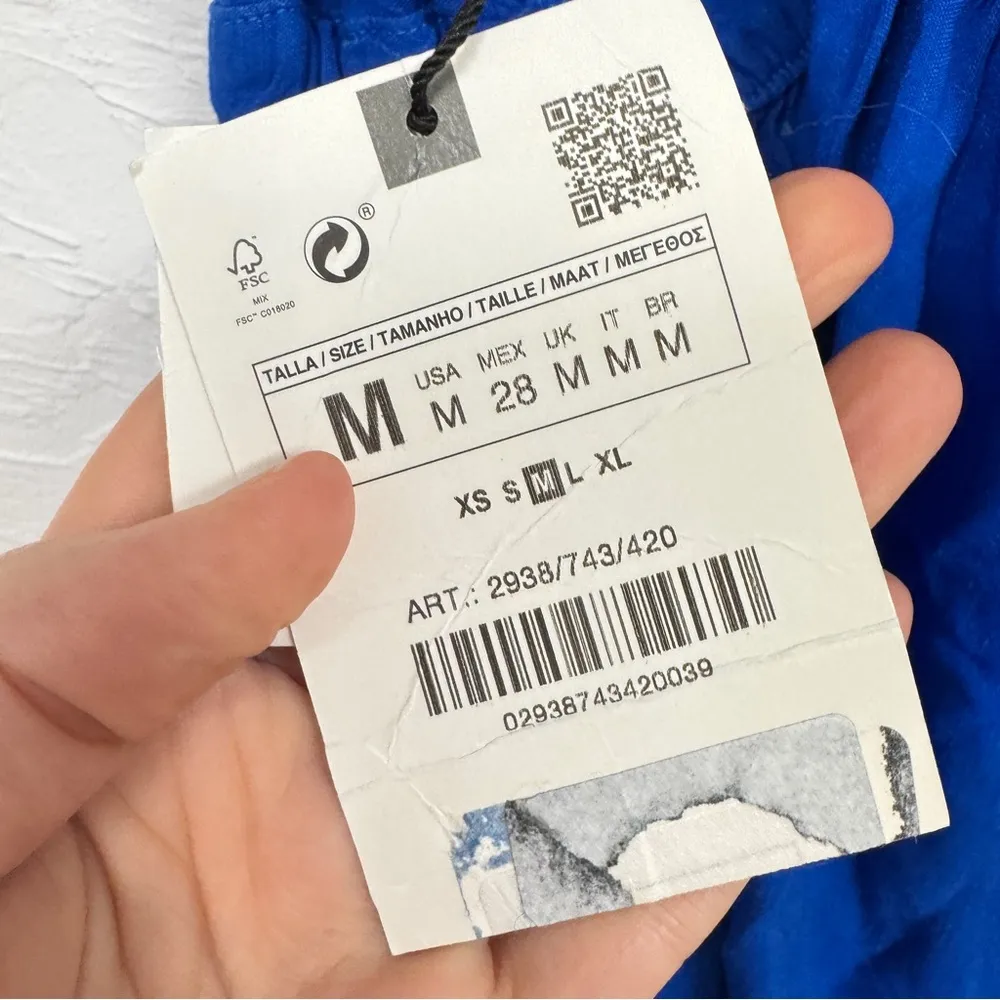 ®
FSC™
MIX
FSC™ C018020
TALLA / SIZE / TAMANHO / TAILLE / MAAT / ΜΕΓΕΘΟΣ
M USA MEX UK IT BR
M 28 M M M
XS S M L XL
ART.: 2938/743/420
02938743420039